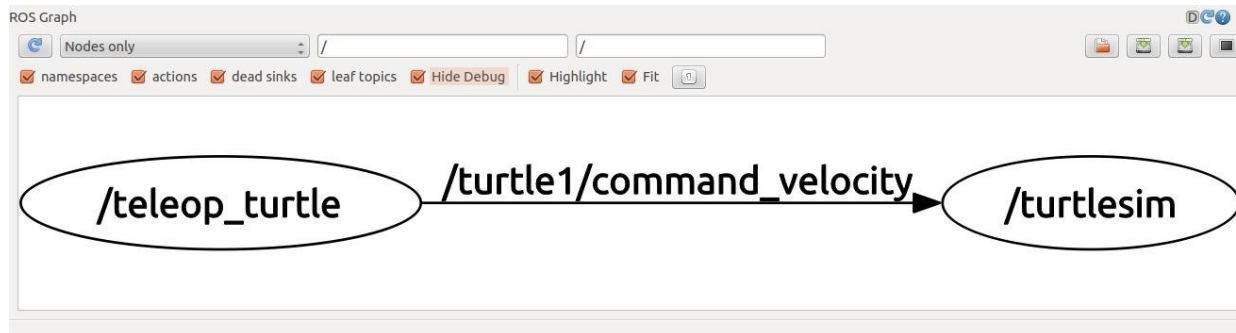 ROS Graph
D
C
Nodes only / /
namespaces actions dead sinks leaf topics Hide Debug Highlight Fit
/teleop_turtle /turtle1/command_velocity /turtlesim